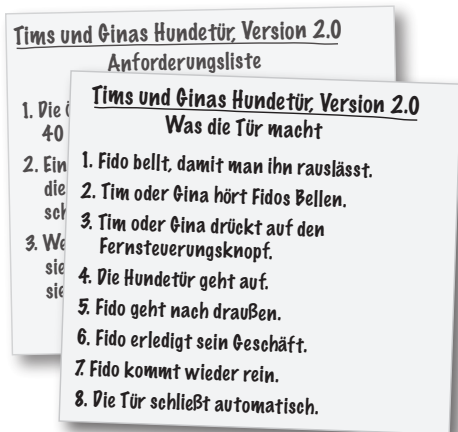 Tims und Ginas Hundetür, Version 2.0
Anforderungsliste
1. Die
40
2. Ein
die
sch
3. We
sie
sie
Tims und Ginas Hundetür, Version 2.0
Was die Tür macht
1. Fido bellt, damit man ihn rauslässt.
2. Tim oder Gina hört Fidos Bellen.
3. Tim oder Gina drückt auf den
Fernsteuerungsknopf.
4. Die Hundetür geht auf.
5. Fido geht nach draußen.
6. Fido erledigt sein Geschäft.
7. Fido kommt wieder rein.
8. Die Tür schließt automatisch.